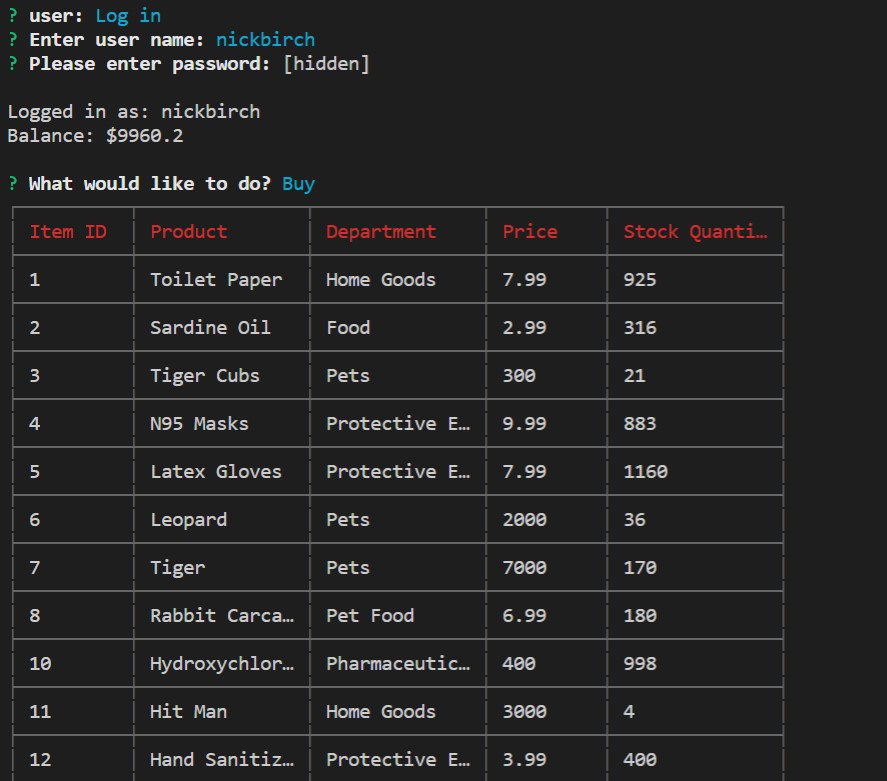 ? user: Log in
? Enter user name: nickbirch
? Please enter password: [hidden]
Logged in as: nickbirch
Balance: $9960.2
? What would like to do? Buy
Item ID Product Department Price Stock Quanti…
1 Toilet Paper Home Goods 7.99 925
2 Sardine Oil Food 2.99 316
3 Tiger Cubs Pets 300 21
4 N95 Masks Protective E… 9.99 883
5 Latex Gloves Protective E… 7.99 1160
6 Leopard Pets 2000 36
7 Tiger Pets 7000 170
8 Rabbit Carca… Pet Food 6.99 180
10 Hydroxychlor… Pharmaceutic… 400 998
11 Hit Man Home Goods 3000 4
12 Hand Sanitiz… Protective E… 3.99 400